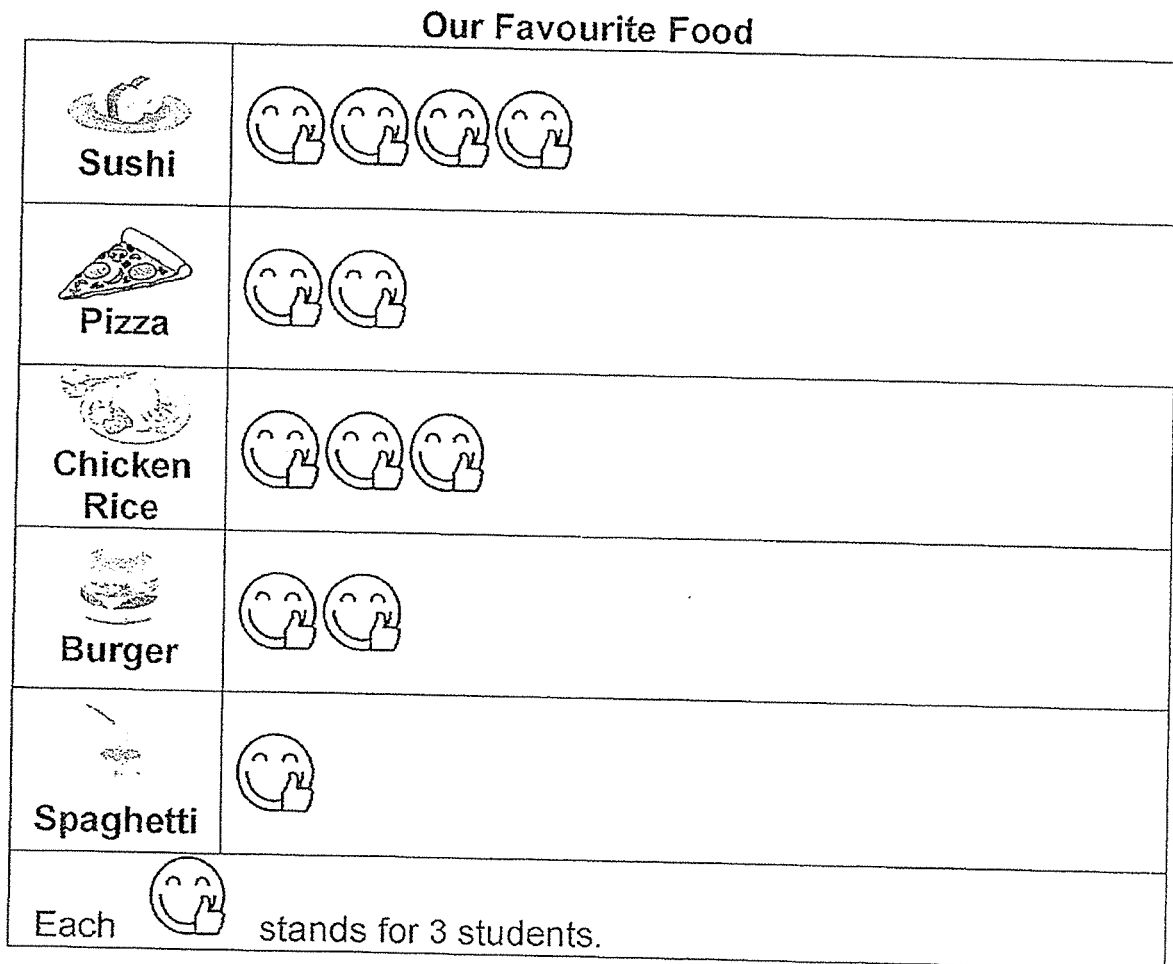 Our Favourite Food
Sushi
Pizza
Chicken
Rice
Burger
Spaghetti
Each stands for 3 students.